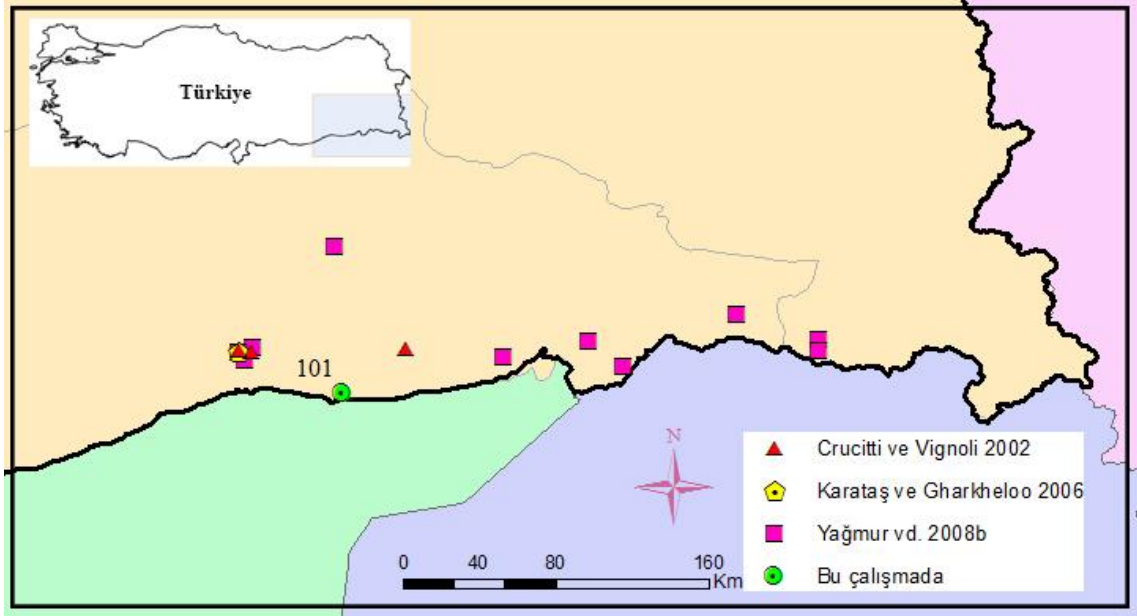 Türkiye
101
N
Crucitti ve Vignoli 2002
Karataş ve Gharkheloo 2006
Yağmur vd. 2008b
Bu çalışmada
0 40 80 160
Km